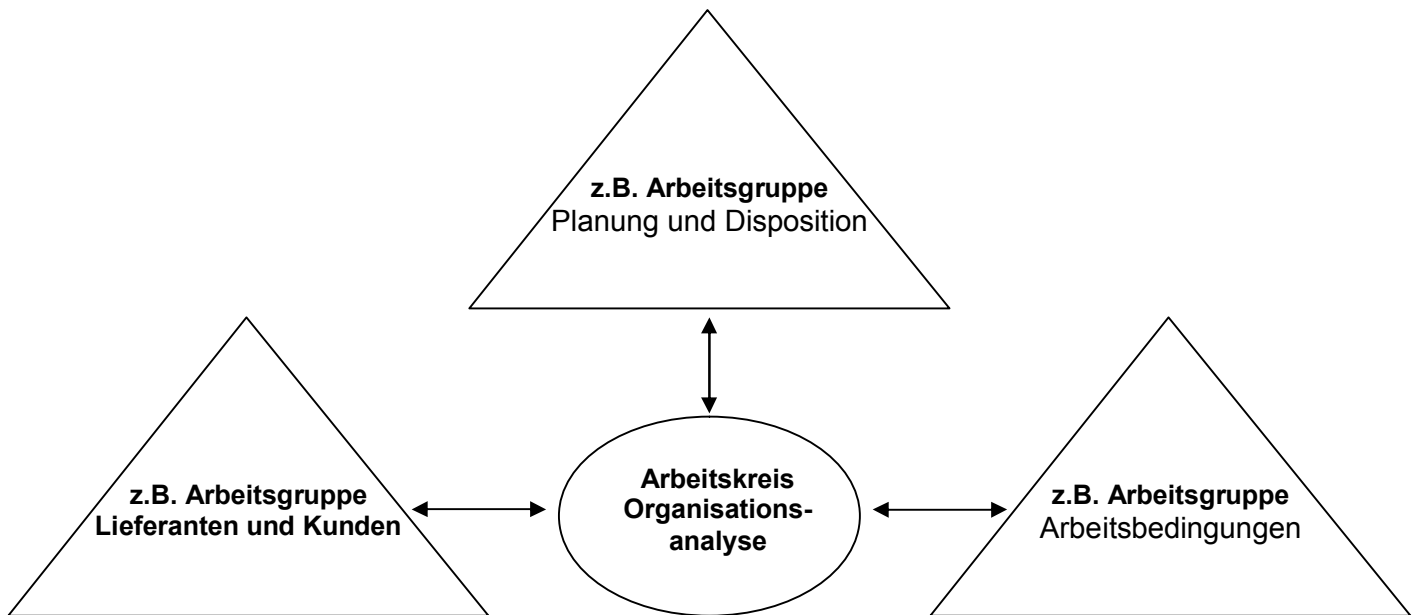 z.B. Arbeitsgruppe
Planung und Disposition
z.B. Arbeitsgruppe
Lieferanten und Kunden
Arbeitskreis
Organisations-
analyse
z.B. Arbeitsgruppe
Arbeitsbedingungen